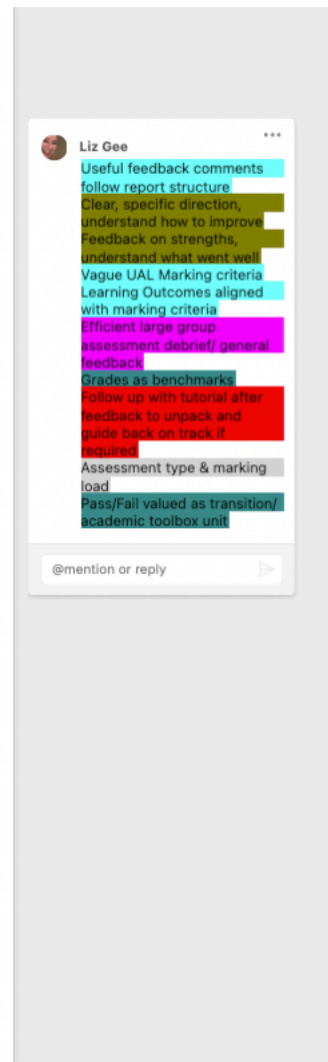 Liz Gee
Useful feedback comments
follow report structure
Clear, specific direction,
understand how to improve
Feedback on strengths,
understand what went well
Vague UAL Marking criteria
Learning Outcomes aligned
with marking criteria
Efficient large group
assessment debrief/ general
feedback
Grades as benchmarks
Follow up with tutorial after
feedback to unpack and
guide back on track if
required
Assessment type & marking
load
Pass/Fail valued as transition/
academic toolbox unit
@mention or reply